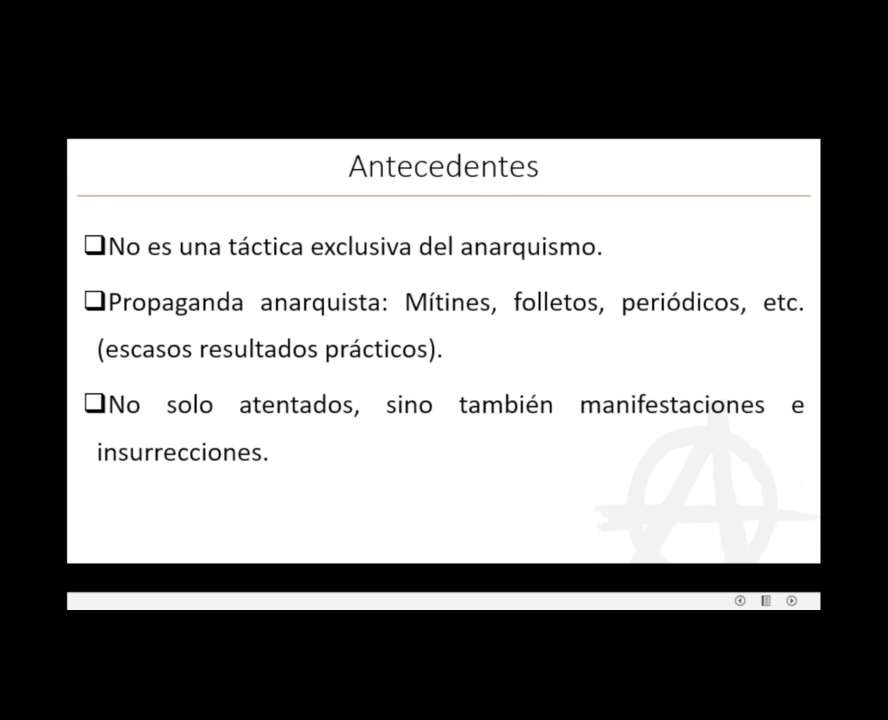 Antecedentes
No es una táctica exclusiva del anarquismo.
Propaganda anarquista: Mítines, folletos, periódicos, etc.
(escasos resultados prácticos).
No solo atentados, sino también manifestaciones e
insurrecciones.